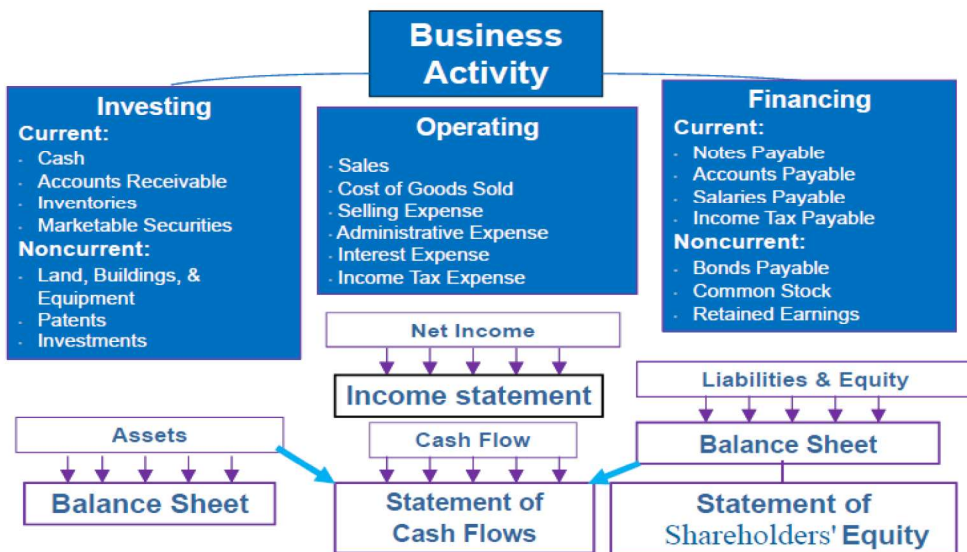 Business
Activity
Investing
Current:
- Cash
- Accounts Receivable
- Inventories
- Marketable Securities
Noncurrent:
- Land, Buildings, &
Equipment
- Patents
- Investments
Operating
- Sales
- Cost of Goods Sold
- Selling Expense
- Administrative Expense
- Interest Expense
- Income Tax Expense
Financing
Current:
- Notes Payable
- Accounts Payable
- Salaries Payable
- Income Tax Payable
Noncurrent:
- Bonds Payable
- Common Stock
- Retained Earnings
Net Income
Income statement
Liabilities & Equity
Assets
Cash Flow
Balance Sheet
Balance Sheet
Statement of
Cash Flows
Statement of
Shareholders' Equity